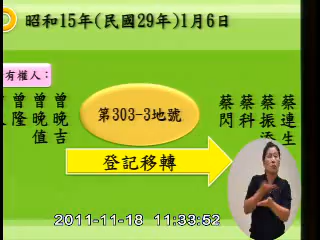 昭和15年(民國29年)1月6日
有權人：
曾晚吉
曾晚值
曾隆
第303-3地號
登記移轉
蔡連生
蔡振添
蔡科
蔡閃
2011-11-18 11:33:52